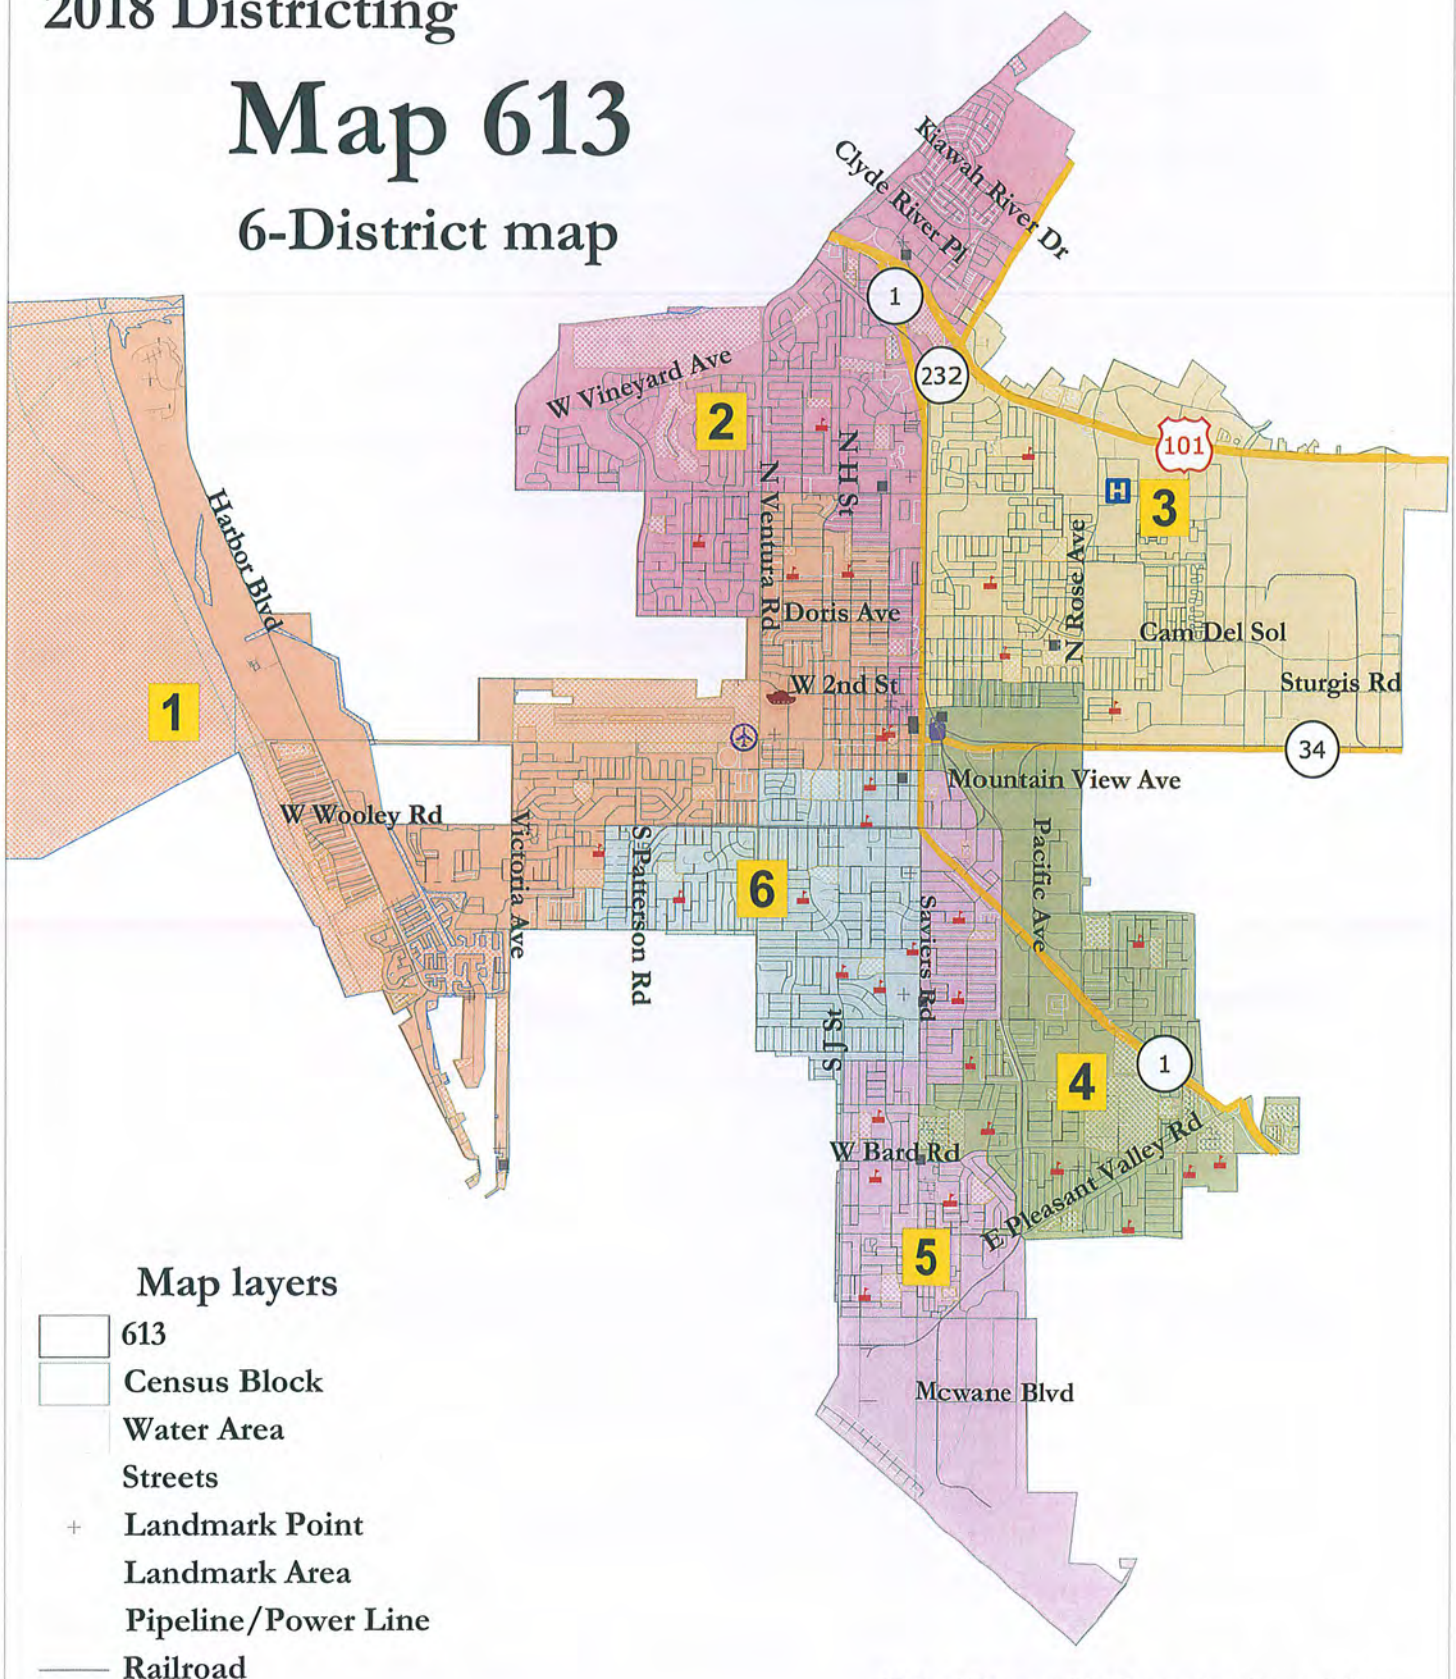 2018 Districting
Map 613
6-District map
Kiawah River Dr
Clyde River Pl
1
232
W Vineyard Ave
2
N H St
101
H
3
N Ventura Rd
Harbor Blvd
N Rose Ave
Doris Ave
Cam Del Sol
W 2nd St
Sturgis Rd
1
34
Mountain View Ave
W Wooley Rd
Victoria Ave
S Patterson Rd
Pacific Ave
6
Saviers Rd
S J St
1
4
W Bard Rd
E Pleasant Valley Rd
5
Map layers
613
Census Block
Mcwane Blvd
Water Area
Streets
Landmark Point
Landmark Area
Pipeline/Power Line
Railroad